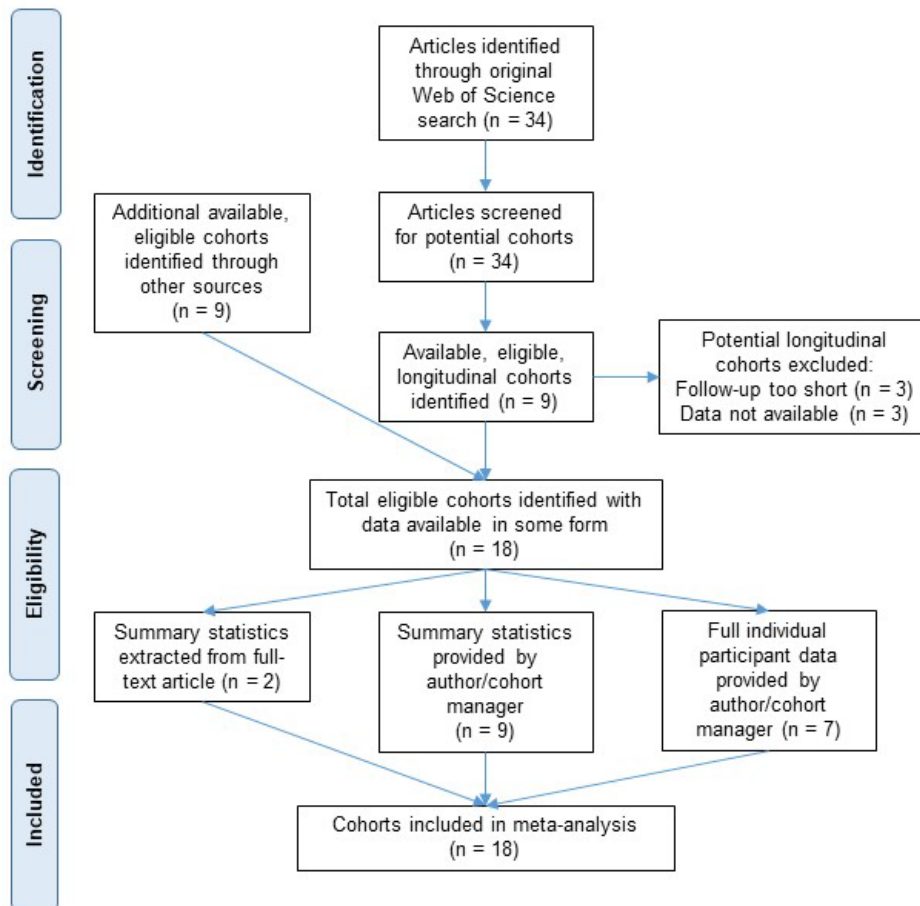 Identification
Articles identified
through original
Web of Science
search (n = 34)
Additional available,
eligible cohorts
identified through
other sources
(n = 9)
Articles screened
for potential cohorts
(n = 34)
Screening
Available, eligible,
longitudinal cohorts
identified (n = 9)
Potential longitudinal
cohorts excluded:
Follow-up too short (n = 3)
Data not available (n = 3)
Eligibility
Total eligible cohorts identified with
data available in some form
(n = 18)
Summary statistics
extracted from full-
text article (n = 2)
Summary statistics
provided by
author/cohort
manager
(n = 9)
Full individual
participant data
provided by
author/cohort
manager (n = 7)
Included
Cohorts included in meta-analysis
(n = 18)